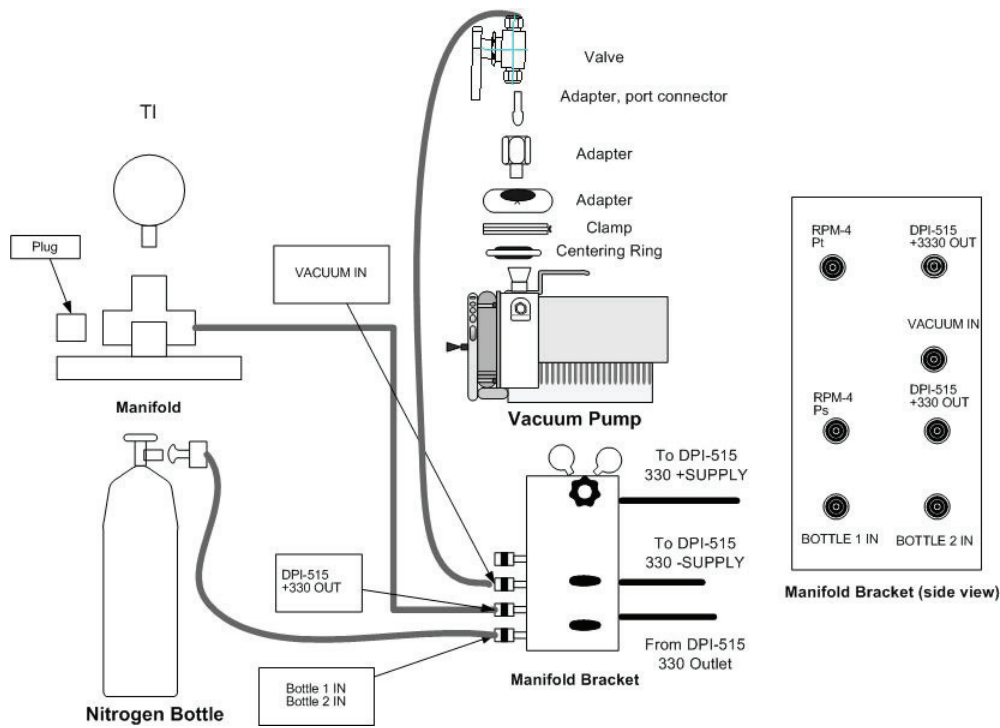 Valve
Adapter, port connector
TI
Adapter
Adapter
Clamp
Centering Ring
Plug
VACUUM IN
Manifold
Vacuum Pump
RPM-4
Pt
DPI-515
+3330 OUT
VACUUM IN
RPM-4
Ps
DPI-515
+330 OUT
BOTTLE 1 IN
BOTTLE 2 IN
Manifold Bracket (side view)
To DPI-515
330 +SUPPLY
To DPI-515
330 -SUPPLY
From DPI-515
330 Outlet
DPI-515
+330 OUT
Bottle 1 IN
Bottle 2 IN
Manifold Bracket
Nitrogen Bottle